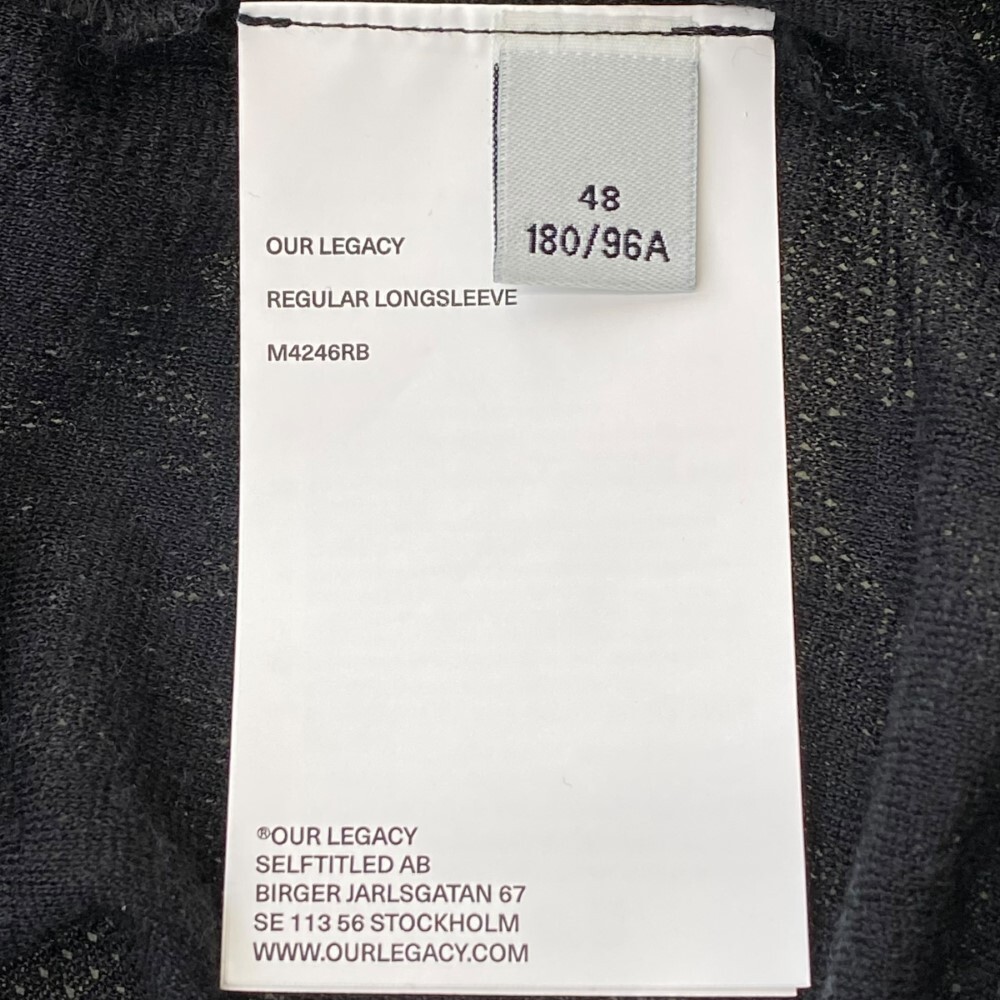 48
180/96A
OUR LEGACY
REGULAR LONGSLEEVE
M4246RB
®OUR LEGACY
SELFTITLED AB
BIRGER JARLSGATAN 67
SE 113 56 STOCKHOLM
WWW.OURLEGACY.COM